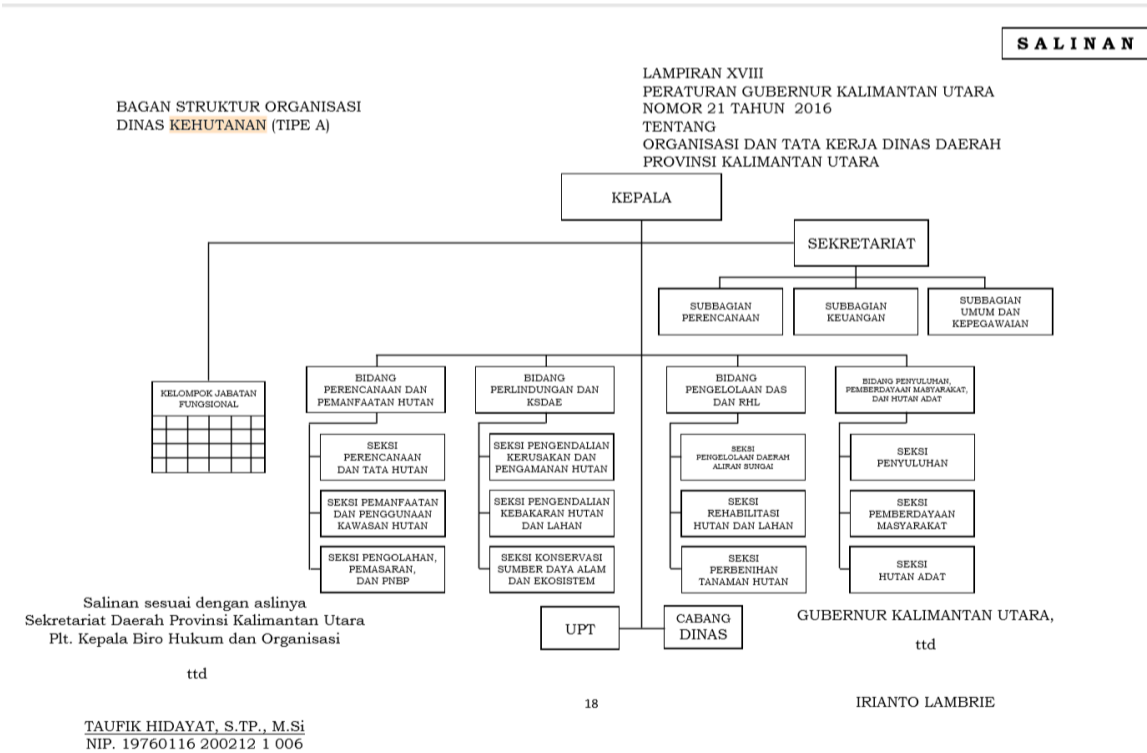 SALINAN
BAGAN STRUKTUR ORGANISASI
DINAS KEHUTANAN (TIPE A)
LAMPIRAN XVIII
PERATURAN GUBERNUR KALIMANTAN UTARA
NOMOR 21 TAHUN 2016
TENTANG
ORGANISASI DAN TATA KERJA DINAS DAERAH
PROVINSI KALIMANTAN UTARA
KEPALA
SEKRETARIAT
SUBBAGIAN
PERENCANAAN
SUBBAGIAN
KEUANGAN
SUBBAGIAN
UMUM DAN
KEPEGAWAIAN
KELOMPOK JABATAN
FUNGSIONAL
BIDANG
PERENCANAAN DAN
PEMANFAATAN HUTAN
BIDANG
PERLINDUNGAN DAN
KSDAE
BIDANG
PENGELOLAAN DAS
DAN RHL
BIDANG PENYULUHAN,
PEMBERDAYAAN MASYARAKAT,
DAN HUTAN ADAT
SEKSI
PERENCANAAN
DAN TATA HUTAN
SEKSI PENGENDALIAN
KERUSAKAN DAN
PENGAMANAN HUTAN
SEKSI
PENGELOLAAN DAERAH
ALIRAN SUNGAI
SEKSI
PENYULUHAN
SEKSI PEMANFAATAN
DAN PENGGUNAAN
KAWASAN HUTAN
SEKSI PENGENDALIAN
KEBAKARAN HUTAN
DAN LAHAN
SEKSI
REHABILITASI
HUTAN DAN LAHAN
SEKSI
PEMBERDAYAAN
MASYARAKAT
SEKSI PENGOLAHAN,
PEMASARAN,
DAN PNBP
SEKSI KONSERVASI
SUMBER DAYA ALAM
DAN EKOSISTEM
SEKSI
PERBENIHAN
TANAMAN HUTAN
SEKSI
HUTAN ADAT
UPT
CABANG
DINAS
Salinan sesuai dengan aslinya
Sekretariat Daerah Provinsi Kalimantan Utara
Plt. Kepala Biro Hukum dan Organisasi
ttd
TAUFIK HIDAYAT, S.TP., M.Si
NIP. 19760116 200212 1 006
GUBERNUR KALIMANTAN UTARA,
ttd
IRIANTO LAMBRIE
18